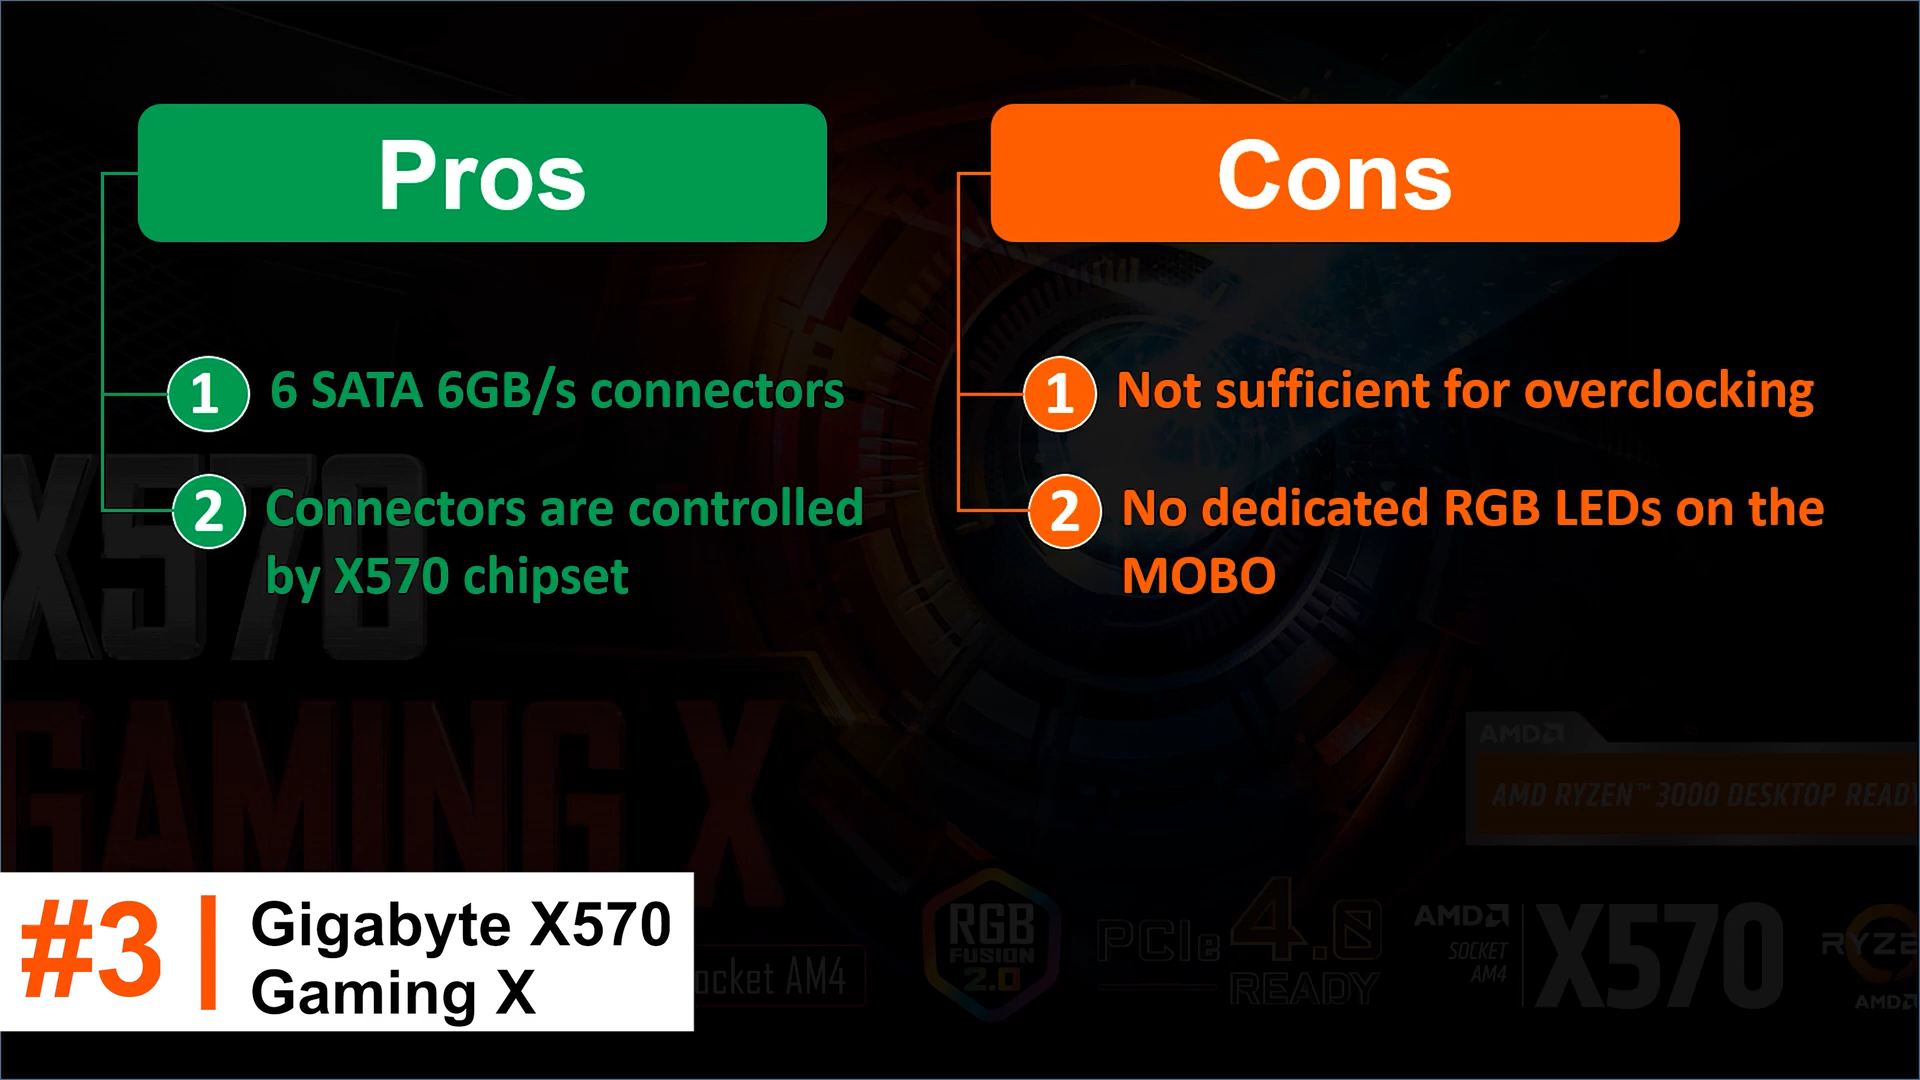 Pros
Cons
1 6 SATA 6GB/s connectors
2 Connectors are controlled
by X570 chipset
1 Not sufficient for overclocking
2 No dedicated RGB LEDs on the
MOBO
X570
GAMING X
AMD
AMD RYZEN™ 3000 DESKTOP READY
#3
Gigabyte X570
Gaming X
ocket AM4
RGB
FUSION
2.0
PCIe 4.0
READY
AMD
SOCKET
AM4
X570
RYZE
AMD